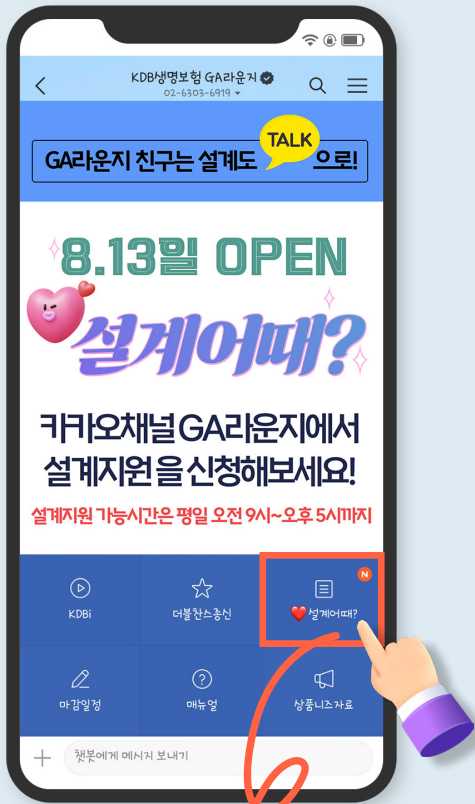 KDB생명보험 GA라운지
02-6303-6979
GA라운지 친구는 설계도 TALK 으로!
8.13일 OPEN
설계어때?
카카오채널 GA라운지에서
설계지원을 신청해보세요!
설계지원 가능시간은 평일 오전 9시~오후 5시까지
KDBi
더블찬스종신
N
❤️설계어때?
마감일정
매뉴얼
상품니즈자료
챗봇에게 메시지 보내기